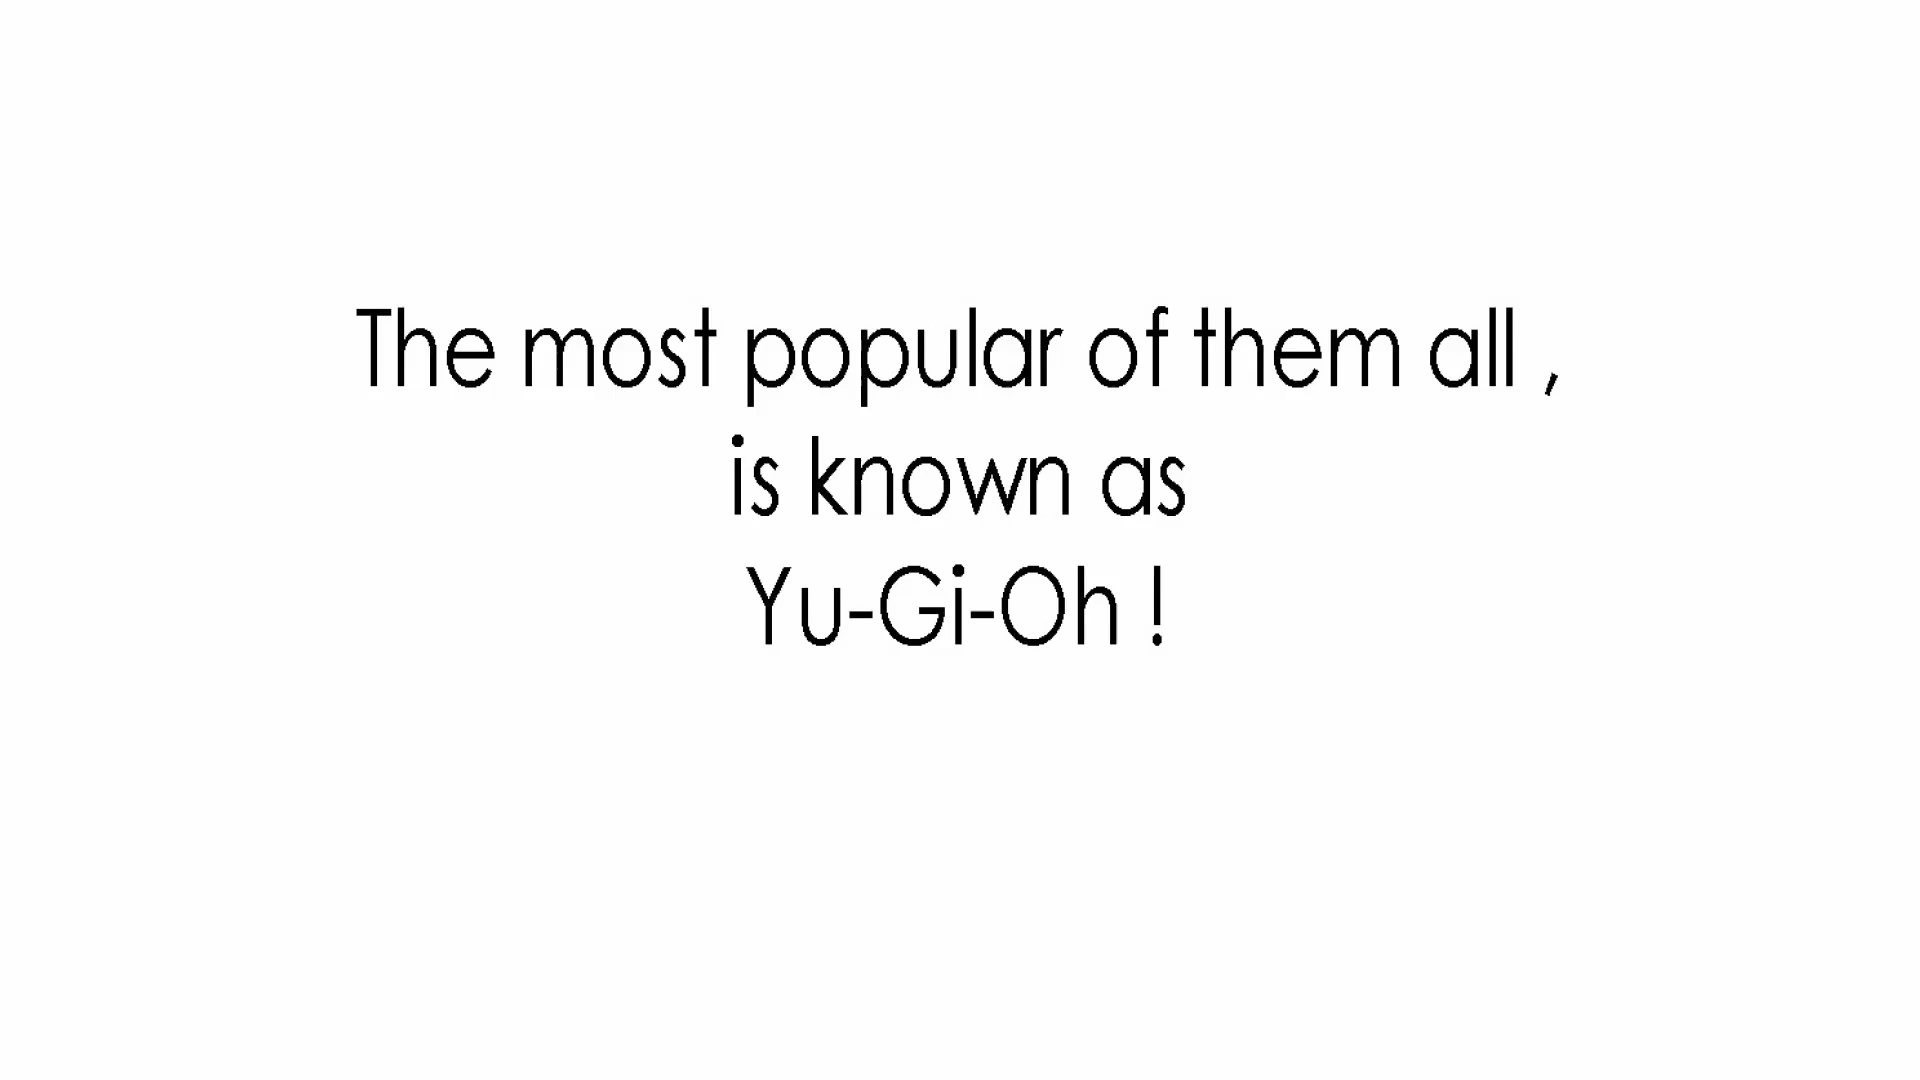 The most popular of them all ,
is known as
Yu-Gi-Oh !